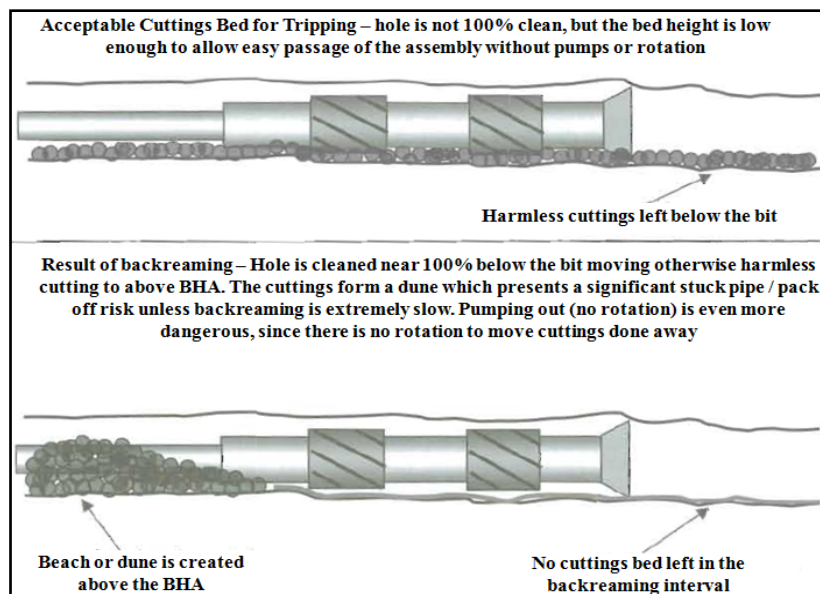 Acceptable Cuttings Bed for Tripping – hole is not 100% clean, but the bed height is low
enough to allow easy passage of the assembly without pumps or rotation
Harmless cuttings left below the bit
Result of backreaming – Hole is cleaned near 100% below the bit moving otherwise harmless
cutting to above BHA. The cuttings form a dune which presents a significant stuck pipe / pack
off risk unless backreaming is extremely slow. Pumping out (no rotation) is even more
dangerous, since there is no rotation to move cuttings done away
Beach or dune is created
above the BHA
No cuttings bed left in the
backreaming interval